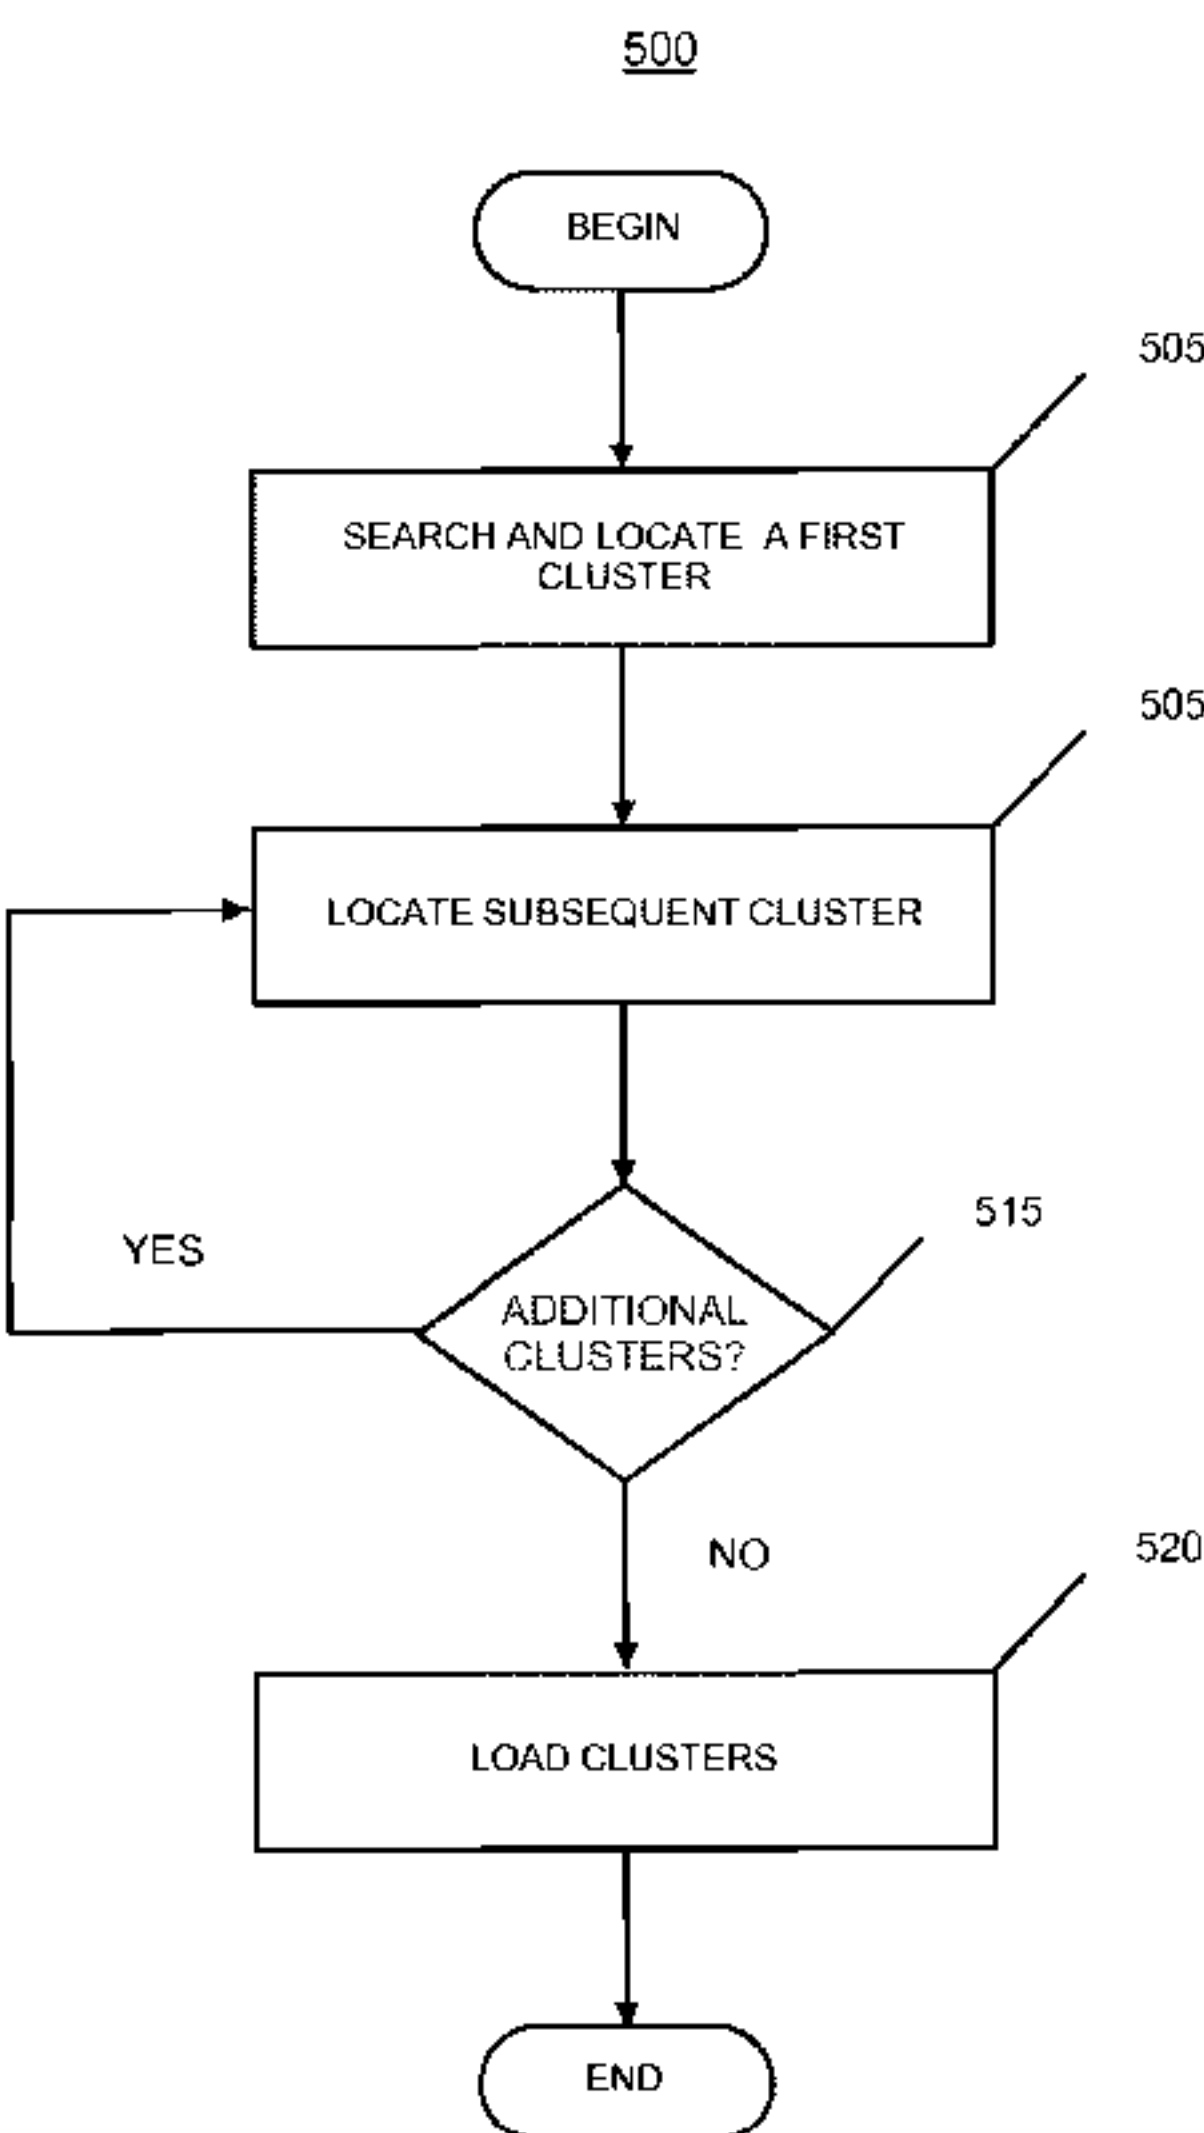 500
BEGIN
505
SEARCH AND LOCATE A FIRST
CLUSTER
505
LOCATE SUBSEQUENT CLUSTER
515
YES
ADDITIONAL
CLUSTERS?
NO
520
LOAD CLUSTERS
END